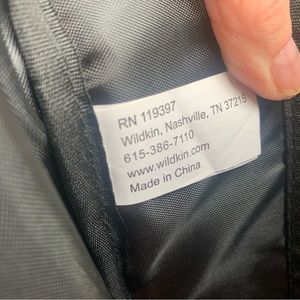 RN 119397
Wildkin, Nashville, TN 37215
615-386-7110
www.wildkin.com
Made in China